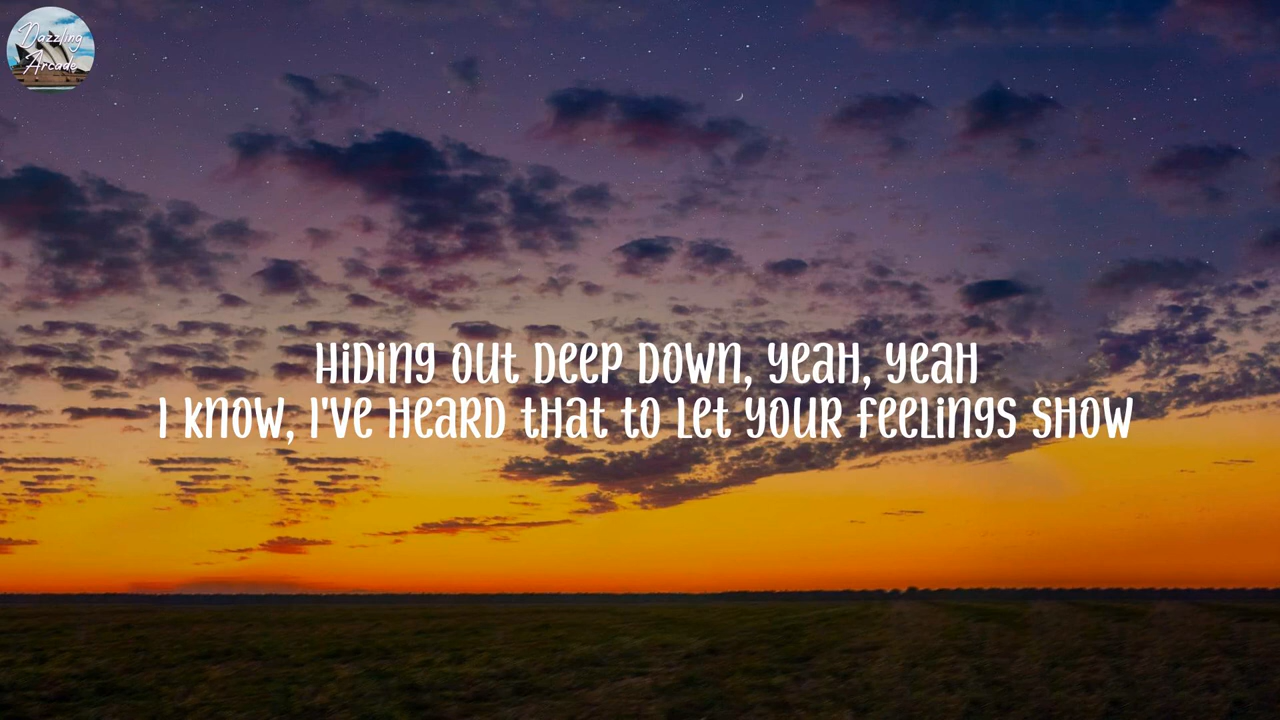 Dazzling
Arcade
Hiding out deep down, yeah, yeah
I know, I've heard that to let your feelings show